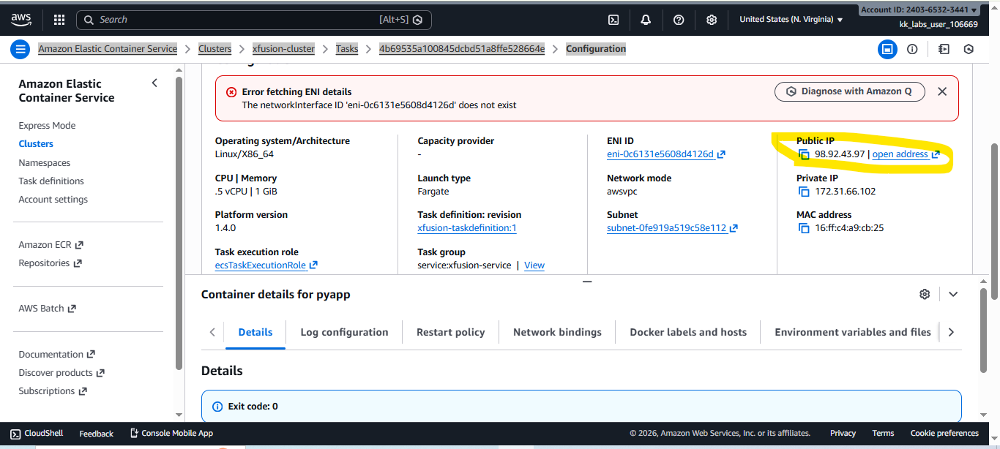 aws
Search [Alt+S]
United States (N. Virginia)
Account ID: 2403-6532-3441
kk_labs_user_106669
Amazon Elastic Container Service > Clusters > xfusion-cluster > Tasks > 4b69535a100845dcbd51a8ffe528664e > Configuration
Amazon Elastic
Container Service
Express Mode
Clusters
Namespaces
Task definitions
Account settings
Amazon ECR
Repositories
AWS Batch
Documentation
Discover products
Subscriptions
Error fetching ENI details
The networkInterface ID 'eni-0c6131e5608d4126d' does not exist
Diagnose with Amazon Q
Operating system/Architecture
Linux/X86_64
CPU | Memory
.5 vCPU | 1 GiB
Platform version
1.4.0
Task execution role
ecsTaskExecutionRole
Capacity provider
-
Launch type
Fargate
Task definition: revision
xfusion-taskdefinition:1
Task group
service:xfusion-service | View
ENI ID
eni-0c6131e5608d4126d
Network mode
awsvpc
Subnet
subnet-0fe919a519c58e112
Public IP
98.92.43.97 | open address
Private IP
172.31.66.102
MAC address
16:ff:c4:a9:cb:25
Container details for pyapp
Details
Log configuration
Restart policy
Network bindings
Docker labels and hosts
Environment variables and files
Details
Exit code: 0
CloudShell
Feedback
Console Mobile App
© 2026, Amazon Web Services, Inc. or its affiliates.
Privacy
Terms
Cookie preferences